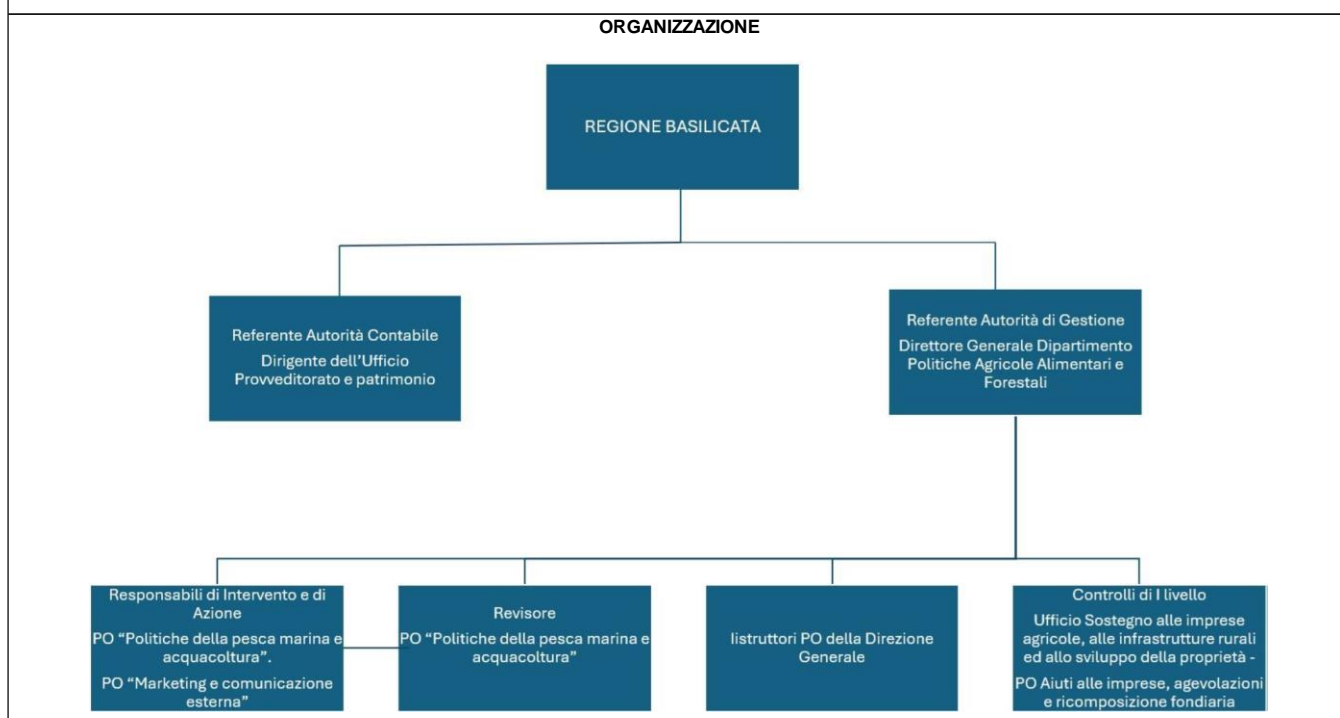 ORGANIZZAZIONE
REGIONE BASILICATA
Referente Autorità Contabile
Dirigente dell'Ufficio
Provveditorato e patrimonio
Referente Autorità di Gestione
Direttore Generale Dipartimento
Politiche Agricole Alimentari e
Forestali
Responsabili di Intervento e di
Azione
PO "Politiche della pesca marina e
acquacoltura".
PO "Marketing e comunicazione
esterna"
Revisore
PO "Politiche della pesca marina e
acquacoltura"
Iistruttori PO della Direzione
Generale
Controlli di I livello
Ufficio Sostegno alle imprese
agricole, alle infrastrutture rurali
ed allo sviluppo della proprietà -
PO Aiuti alle imprese, agevolazioni
e ricomposizione fondiaria